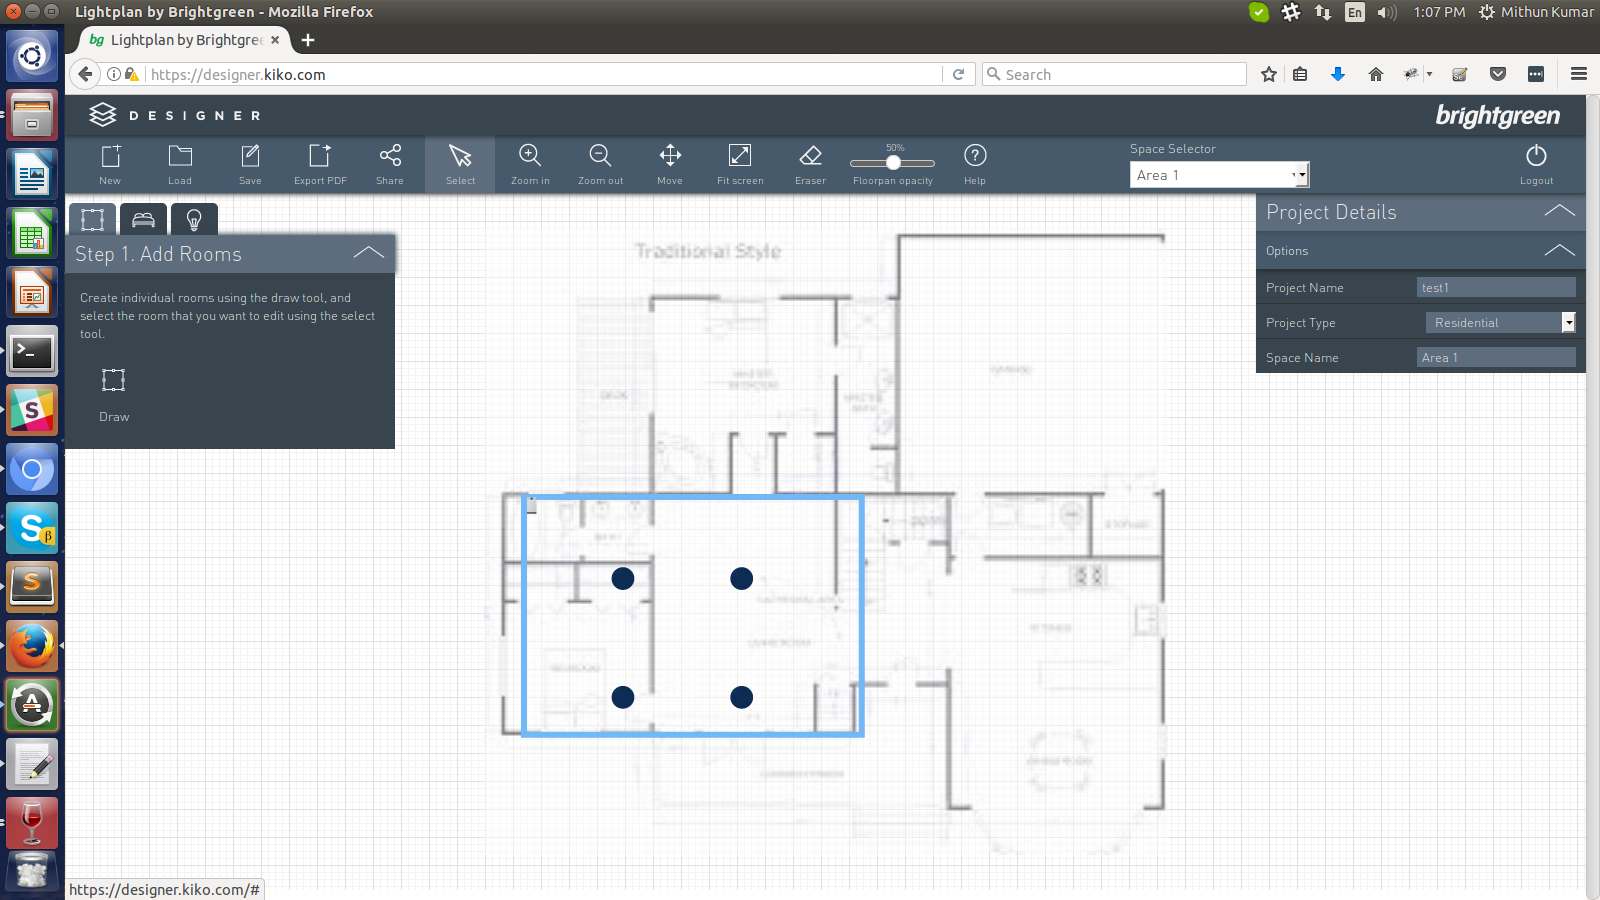 Lightplan by Brightgreen - Mozilla Firefox
En
1:07 PM
Mithun Kumar
bg Lightplan by Brightgree
https://designer.kiko.com
Search
DESIGNER
brightgreen
New
Load
Save
Export PDF
Share
Select
Zoom in
Zoom out
Move
Fit screen
Eraser
50%
Floorpan opacity
Help
Space Selector
Area 1
Logout
Step 1. Add Rooms
Create individual rooms using the draw tool, and
select the room that you want to edit using the select
tool.
Draw
Traditional Style
Project Details
Options
Project Name
test1
Project Type
Residential
Space Name
Area 1
LIVING ROOM
https://designer.kiko.com/#